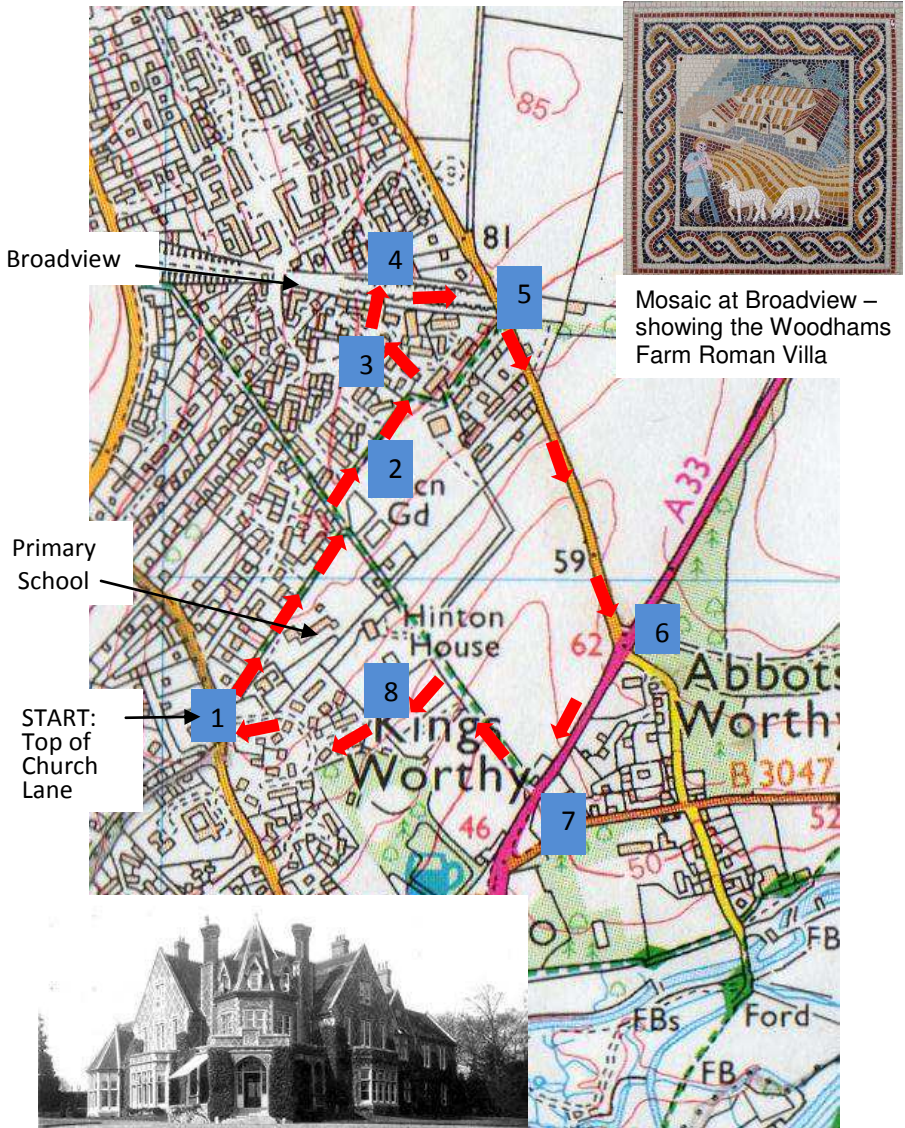 85
81
Broadview
4
5
Mosaic at Broadview –
showing the Woodhams
Farm Roman Villa
3
2
A 33
Gd
Primary
School
59
Hinton
House
62
6
8
Abbots
Worthy
START:
Top of
Church
Lane
1
Kings
Worthy
B 3047
7
46
52
50
FB
FBs
Ford
FB